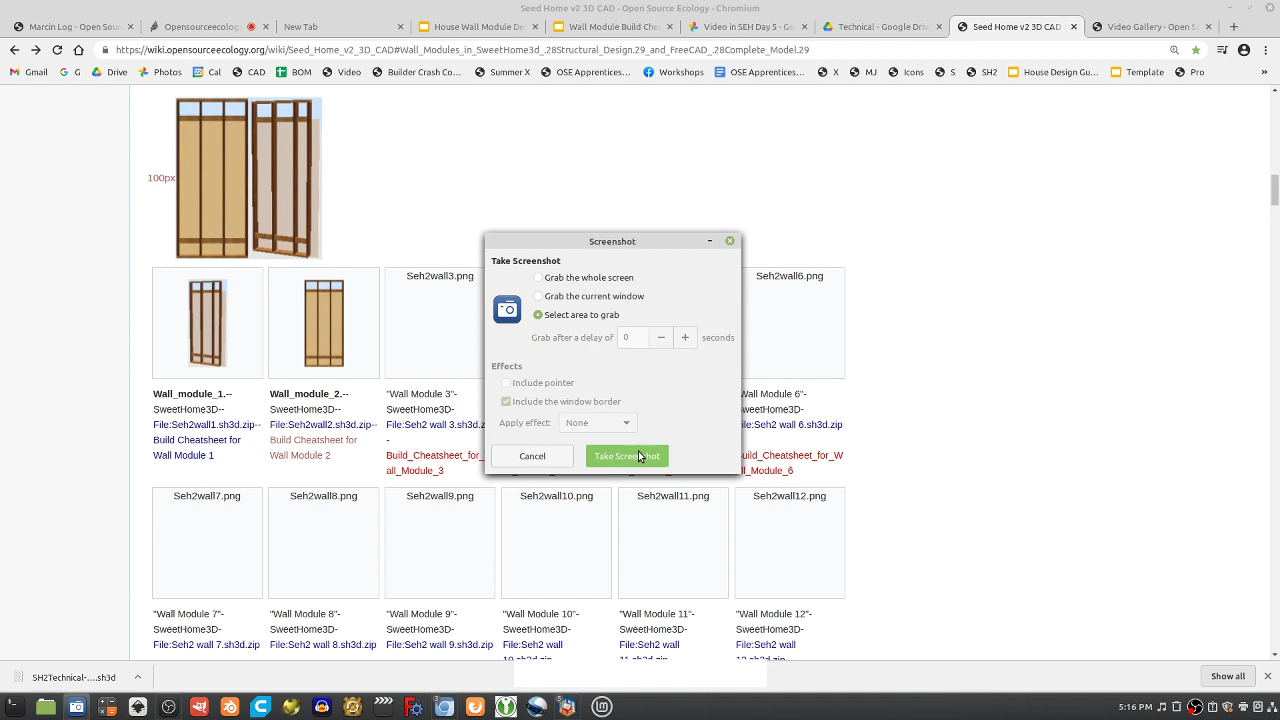 Seed Home v2 3D CAD - Open Source Ecology - Chromium
Marcin Log - Open Sou
Opensourceecolog
New Tab
House Wall Module De
Wall Module Build Che
Video in SEH Day 5 - Go
Technical - Google Driv
Seed Home v2 3D CAD
Video Gallery - Open So
https://wiki.opensourceecology.org/wiki/Seed_Home_v2_3D_CAD#Wall_Modules_in_SweetHome3d_.28Structural_Design.29_and_FreeCAD_.28Complete_Model.29
Gmail G Drive Photos Cal CAD BOM Video Builder Crash Co... Summer X OSE Apprentices... Workshops OSE Apprentices... X MJ Icons S SH2 House Design Gu... Template Pro »
100px
Screenshot
Take Screenshot
Grab the whole screen
Grab the current window
Select area to grab
Grab after a delay of 0 − + seconds
Effects
Include pointer
Include the window border
Apply effect: None
Cancel Take Screenshot
Seh2wall3.png
Seh2wall6.png
Wall_module_1.--
SweetHome3D--
File:Seh2wall1.sh3d.zip--
Build Cheatsheet for
Wall Module 1
Wall_module_2.--
SweetHome3D--
File:Seh2wall2.sh3d.zip--
Build Cheatsheet for
Wall Module 2
"Wall Module 3"-
SweetHome3D-
File:Seh2 wall 3.sh3d.zip
-
Build_Cheatsheet_for_
all_Module_3
Wall Module 6"-
SweetHome3D-
File:Seh2 wall 6.sh3d.zip
uild_Cheatsheet_for_W
ll_Module_6
Seh2wall7.png
Seh2wall8.png
Seh2wall9.png
Seh2wall10.png
Seh2wall11.png
Seh2wall12.png
"Wall Module 7"-
SweetHome3D-
File:Seh2 wall 7.sh3d.zip
"Wall Module 8"-
SweetHome3D-
File:Seh2 wall 8.sh3d.zip
"Wall Module 9"-
SweetHome3D-
File:Seh2 wall 9.sh3d.zip
"Wall Module 10"-
SweetHome3D-
File:Seh2 wall
10.sh3d.zip
"Wall Module 11"-
SweetHome3D-
File:Seh2 wall
11.sh3d.zip
"Wall Module 12"-
SweetHome3D-
File:Seh2 wall
12.sh3d.zip
SH2Technical-....sh3d
Show all
5:16 PM